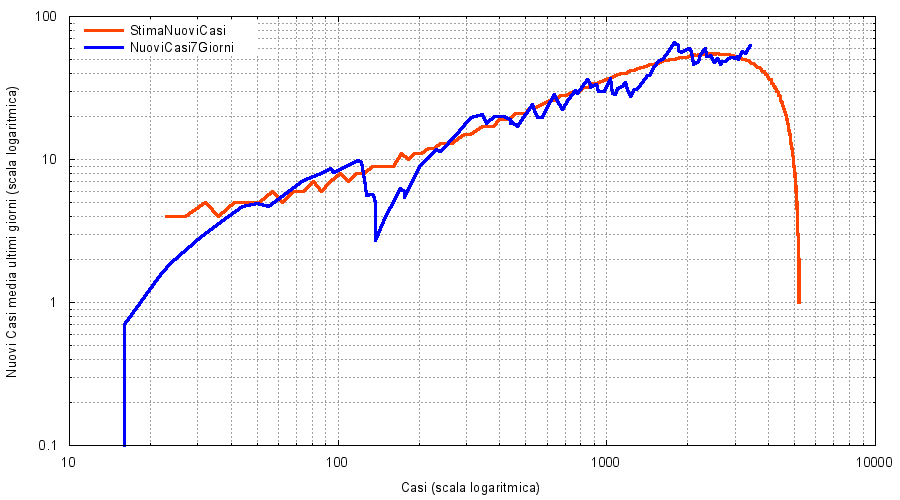 100
StimaNuoviCasi
NuoviCasi7Giorni
10
Nuovi Casi media ultimi giorni (scala logaritmica)
1
0.1
10
100
1000
10000
Casi (scala logaritmica)